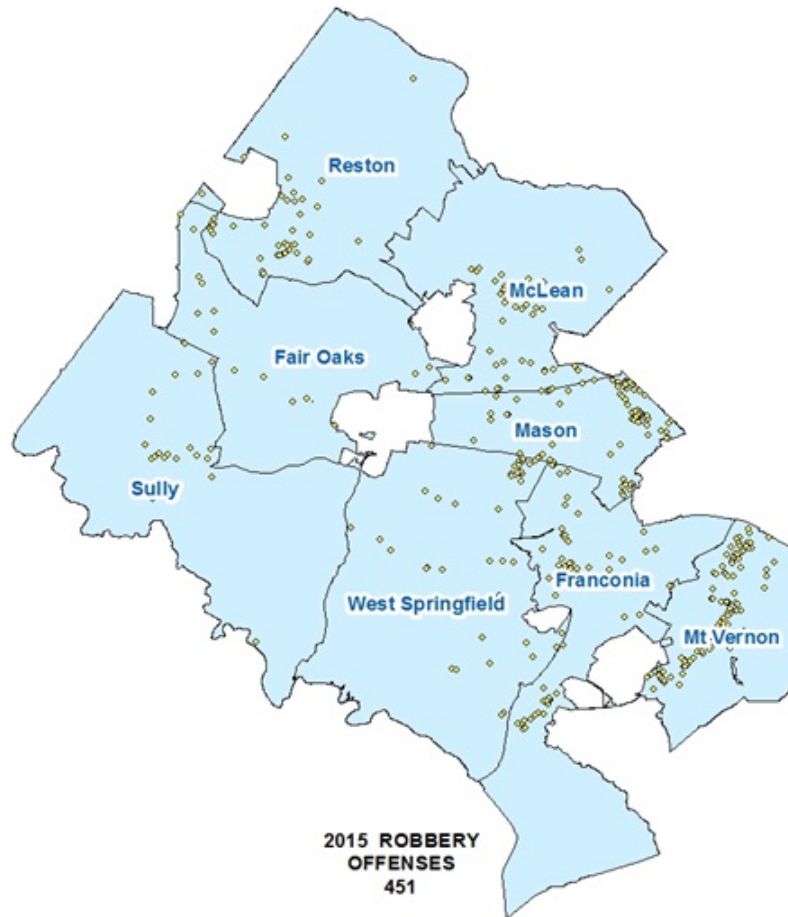 Reston
McLean
Fair Oaks
Mason
Sully
Franconia
West Springfield
Mt Vernon
2015 ROBBERY
OFFENSES
451